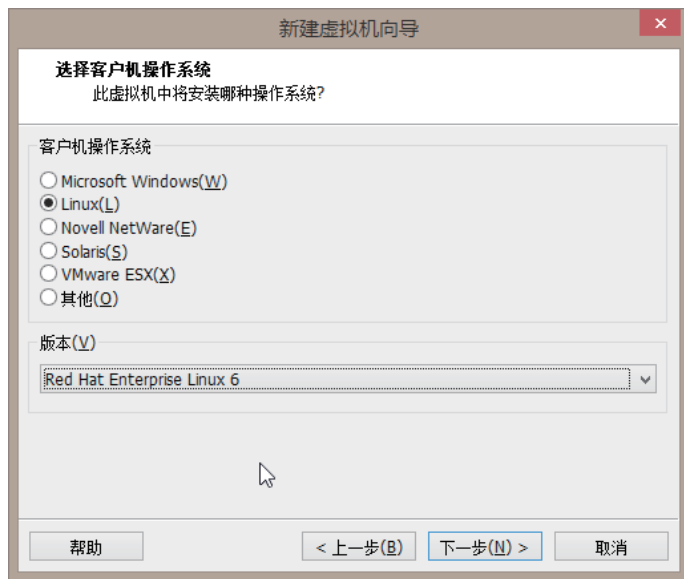 新建虚拟机向导
选择客户机操作系统
此虚拟机中将安装哪种操作系统?
客户机操作系统
Microsoft Windows(W)
Linux(L)
Novell NetWare(E)
Solaris(S)
VMware ESX(X)
其他(O)
版本(V)
Red Hat Enterprise Linux 6
帮助 < 上一步(B) 下一步(N) > 取消